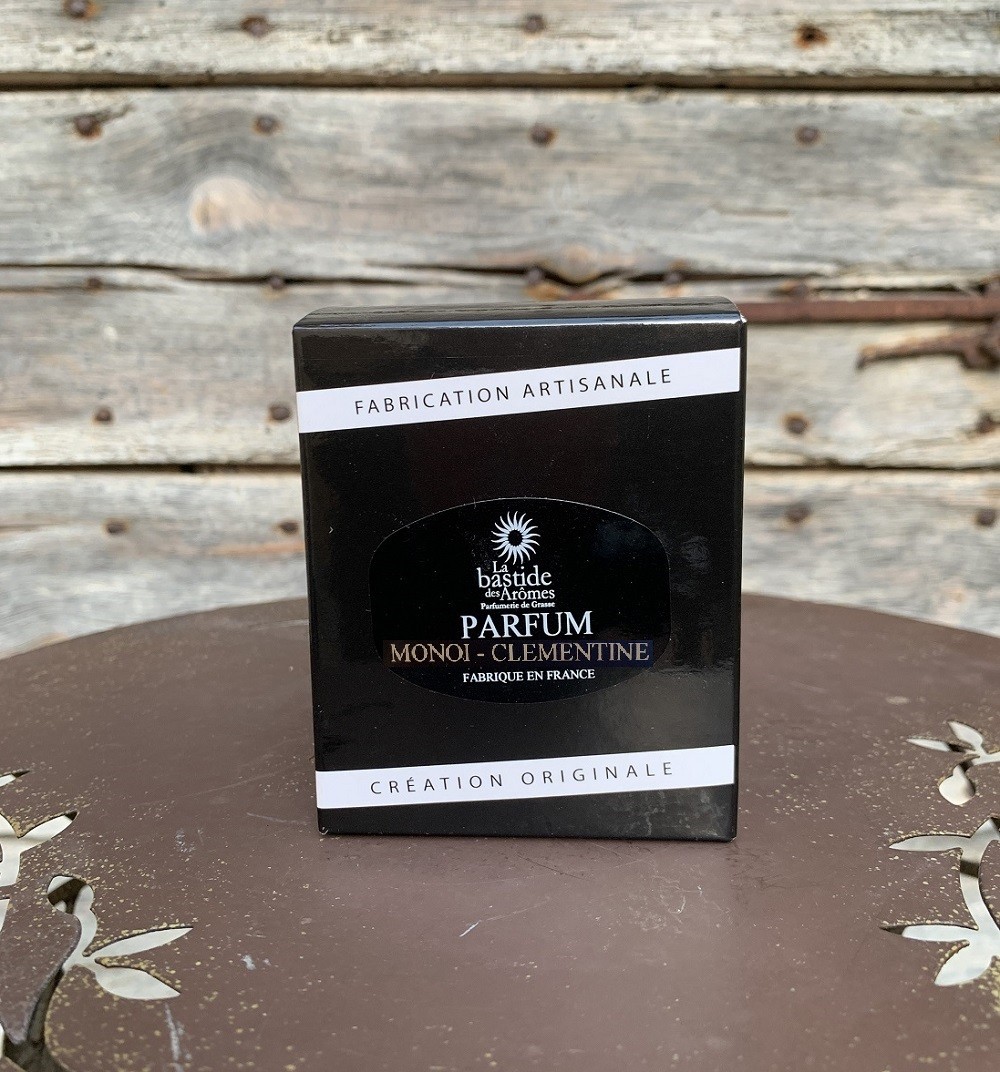 FABRICATION ARTISANALE
La
bastide
des Arômes
Parfumerie de Grasse
PARFUM
MONOI - CLEMENTINE
FABRIQUE EN FRANCE
CRÉATION ORIGINALE